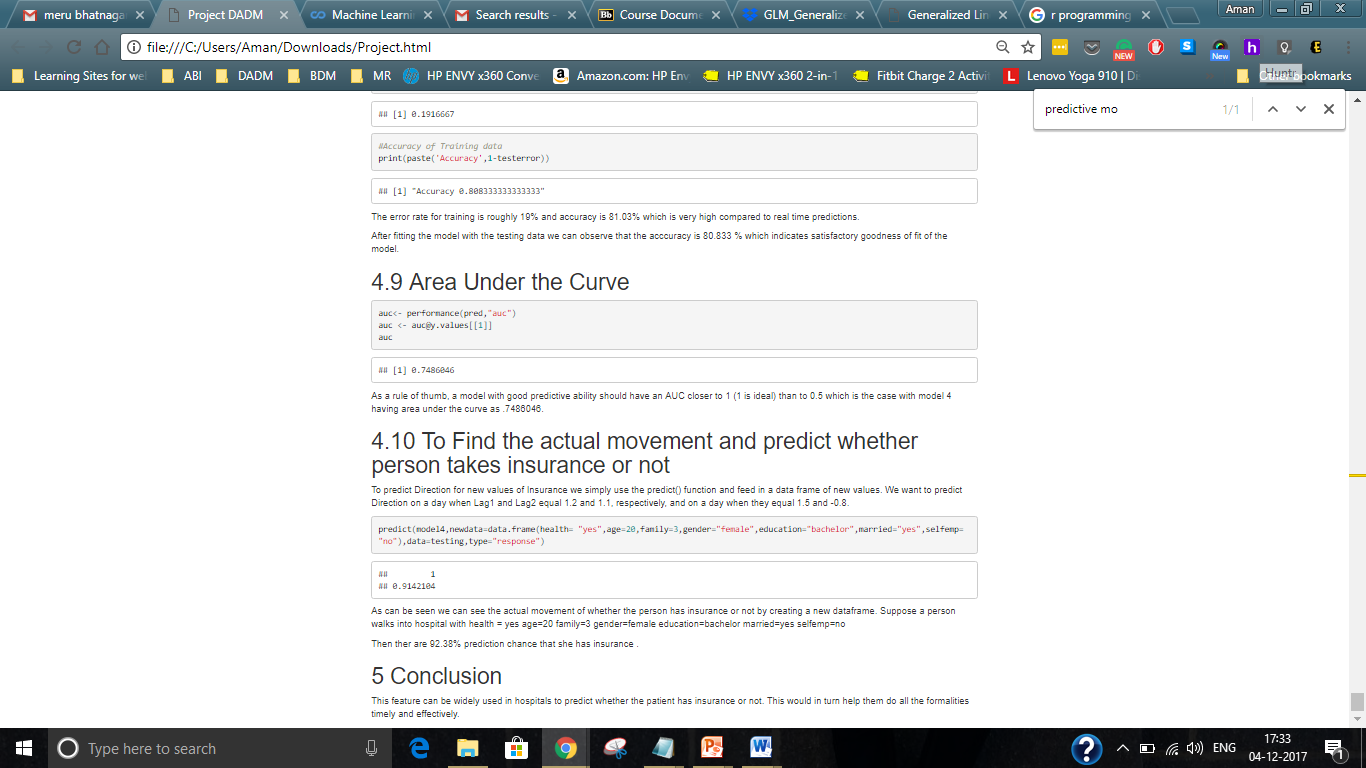 meru bhatnaga
Project DADM
Machine Learni
Search results -
Bb Course Docume
GLM_Generalize
Generalized Lin
r programming
Aman
file:///C:/Users/Aman/Downloads/Project.html
NEW
New
Learning Sites for we
ABI
DADM
BDM
MR
HP ENVY x360 Conve
Amazon.com: HP Env
HP ENVY x360 2-in-1
Fitbit Charge 2 Activit
Lenovo Yoga 910 | Di
bookmarks
predictive mo
1/1
## [1] 0.1916667
#Accuracy of Training data
print(paste('Accuracy',1-testerror))
## [1] "Accuracy 0.808333333333333"
The error rate for training is roughly 19% and accuracy is 81.03% which is very high compared to real time predictions.
After fitting the model with the testing data we can observe that the acccuracy is 80.833 % which indicates satisfactory goodness of fit of the
model.
4.9 Area Under the Curve
auc<- performance(pred,"auc")
auc <- auc@y.values[[1]]
auc
## [1] 0.7486046
As a rule of thumb, a model with good predictive ability should have an AUC closer to 1 (1 is ideal) than to 0.5 which is the case with model 4
having area under the curve as .7486046.
4.10 To Find the actual movement and predict whether
person takes insurance or not
To predict Direction for new values of Insurance we simply use the predict() function and feed in a data frame of new values. We want to predict
Direction on a day when Lag1 and Lag2 equal 1.2 and 1.1, respectively, and on a day when they equal 1.5 and -0.8.
predict(model4,newdata=data.frame(health= "yes",age=20,family=3,gender="female",education="bachelor",married="yes",selfemp=
"no"),data=testing,type="response")
## 1
## 0.9142104
As can be seen we can see the actual movement of whether the person has insurance or not by creating a new dataframe. Suppose a person
walks into hospital with health = yes age=20 family=3 gender=female education=bachelor married=yes selfemp=no
Then ther are 92.38% prediction chance that she has insurance .
5 Conclusion
This feature can be widely used in hospitals to predict whether the patient has insurance or not. This would in turn help them do all the formalities
timely and effectively.
Type here to search
ENG
17:33
04-12-2017